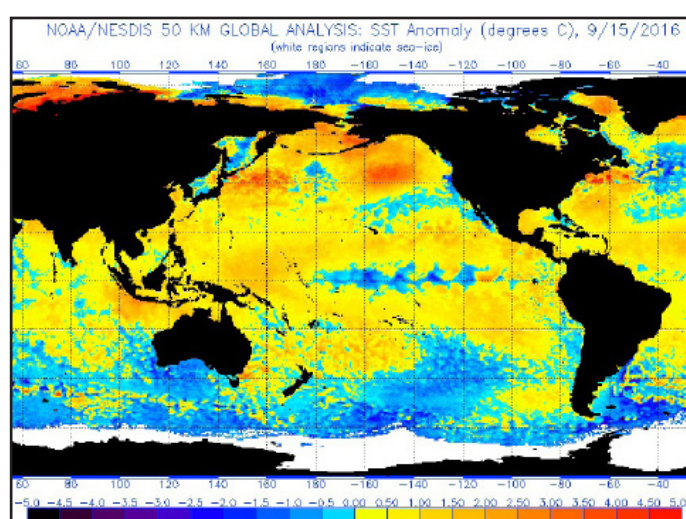 NOAA/NESDIS 50 KM GLOBAL ANALYSIS: SST Anomaly (degrees C), 9/15/2016
(white regions indicate sea-ice)
60 80 100 120 140 160 180 -160 -140 -120 -100 -80 -60 -40
60 80 100 120 140 160 180 -160 -140 -120 -100 -80 -60 -40
-5.0 -4.5 -4.0 -3.5 -3.0 -2.5 -2.0 -1.5 -1.0 -0.5 0.00 0.50 1.00 1.50 2.00 2.50 3.00 3.50 4.00 4.50 5.0